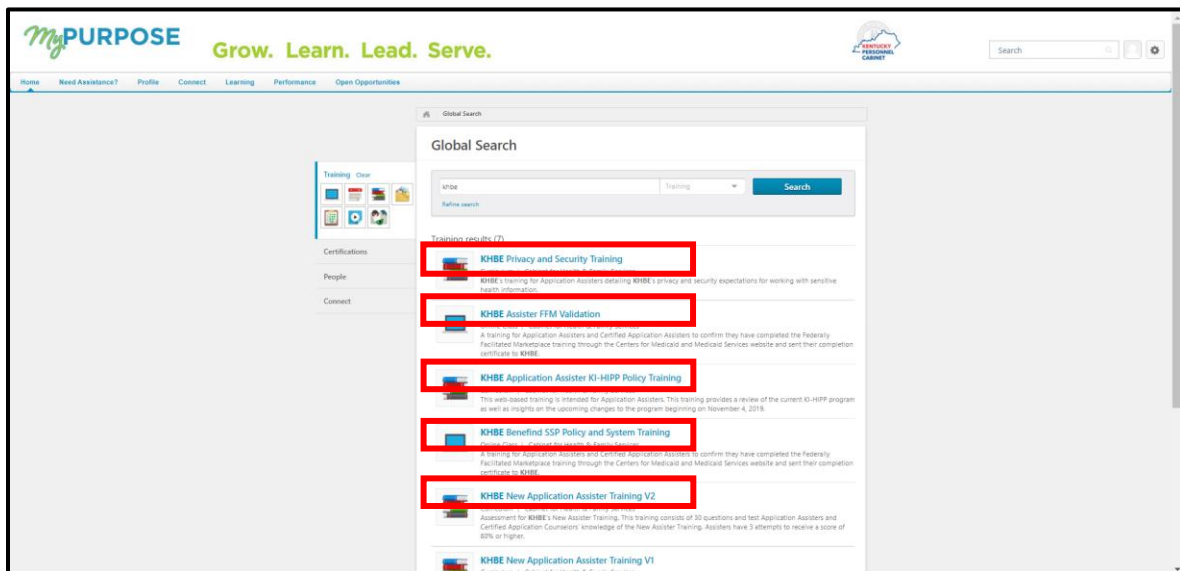 MyPURPOSE
Grow. Learn. Lead. Serve.
KENTUCKY
PERSONNEL
CABINET
Search
Home Need Assistance? Profile Connect Learning Performance Open Opportunities
Global Search
Global Search
Training Clear
khbe Training Search
Refine search
Certifications
People
Connect
Training results (7)
KHBE Privacy and Security Training
KHBE's training for Application Assisters detailing KHBE's privacy and security expectations for working with sensitive
health information.
KHBE Assister FFM Validation
A training for Application Assisters and Certified Application Assisters to confirm they have completed the Federally
Facilitated Marketplace training through the Centers for Medicaid and Medicaid Services website and sent their completion
certificate to KHBE.
KHBE Application Assister KI-HIPP Policy Training
This web-based training is intended for Application Assisters. This training provides a review of the current KI-HIPP program
as well as insights on the upcoming changes to the program beginning on November 4, 2019.
KHBE Benefind SSP Policy and System Training
Online Class | Cabinet for Health & Family Services
A training for Application Assisters and Certified Application Assisters to confirm they have completed the Federally
Facilitated Marketplace training through the Centers for Medicaid and Medicaid Services website and sent their completion
certificate to KHBE.
KHBE New Application Assister Training V2
Assessment for KHBE's New Assister Training. This training consists of 30 questions and test Application Assisters and
Certified Application Counselors' knowledge of the New Assister Training. Assisters have 3 attempts to receive a score of
80% or higher.
KHBE New Application Assister Training V1